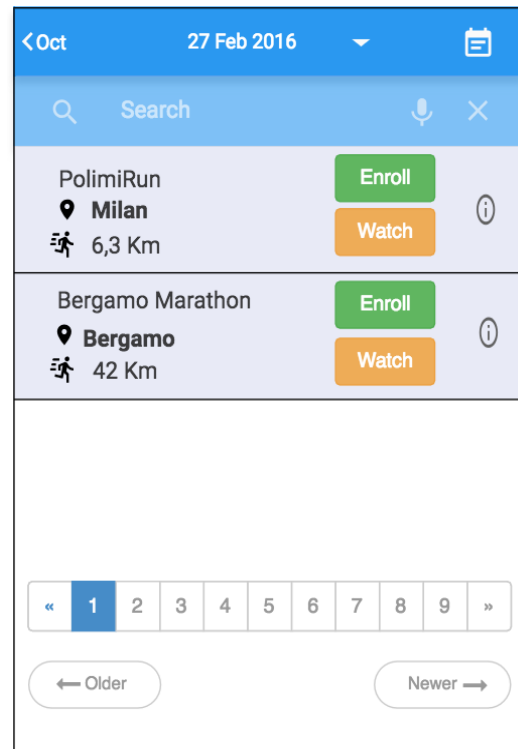 <Oct 27 Feb 2016
Search
PolimiRun Enroll
Milan
Watch
6,3 Km
Bergamo Marathon Enroll
Bergamo
Watch
42 Km
« 1 2 3 4 5 6 7 8 9 »
Older Newer